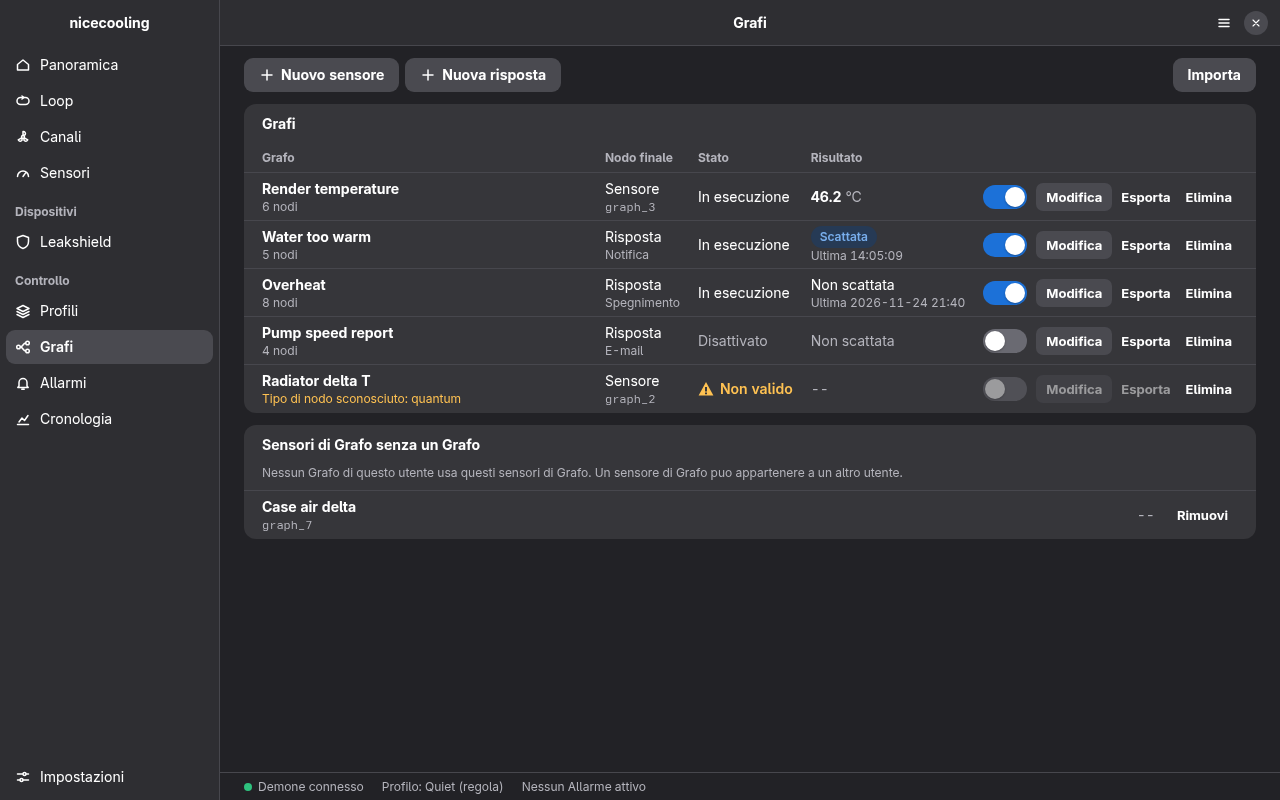 nicecooling
Grafi
Panoramica
Loop
Canali
Sensori
Dispositivi
Leakshield
Controllo
Profili
Grafi
Allarmi
Cronologia
Impostazioni
Nuovo sensore
Nuova risposta
Importa
Grafi
Grafo Nodo finale Stato Risultato
Render temperature Sensore In esecuzione 46.2 °C Modifica Esporta Elimina
6 nodi graph_3
Water too warm Risposta In esecuzione Scattata Modifica Esporta Elimina
5 nodi Notifica Ultima 14:05:09
Overheat Risposta In esecuzione Non scattata Modifica Esporta Elimina
8 nodi Spegnimento Ultima 2026-11-24 21:40
Pump speed report Risposta Disattivato Non scattata Modifica Esporta Elimina
4 nodi E-mail
Radiator delta T Sensore Non valido -- Modifica Esporta Elimina
Tipo di nodo sconosciuto: quantum graph_2
Sensori di Grafo senza un Grafo
Nessun Grafo di questo utente usa questi sensori di Grafo. Un sensore di Grafo puo appartenere a un altro utente.
Case air delta -- Rimuovi
graph_7
Demone connesso Profilo: Quiet (regola) Nessun Allarme attivo